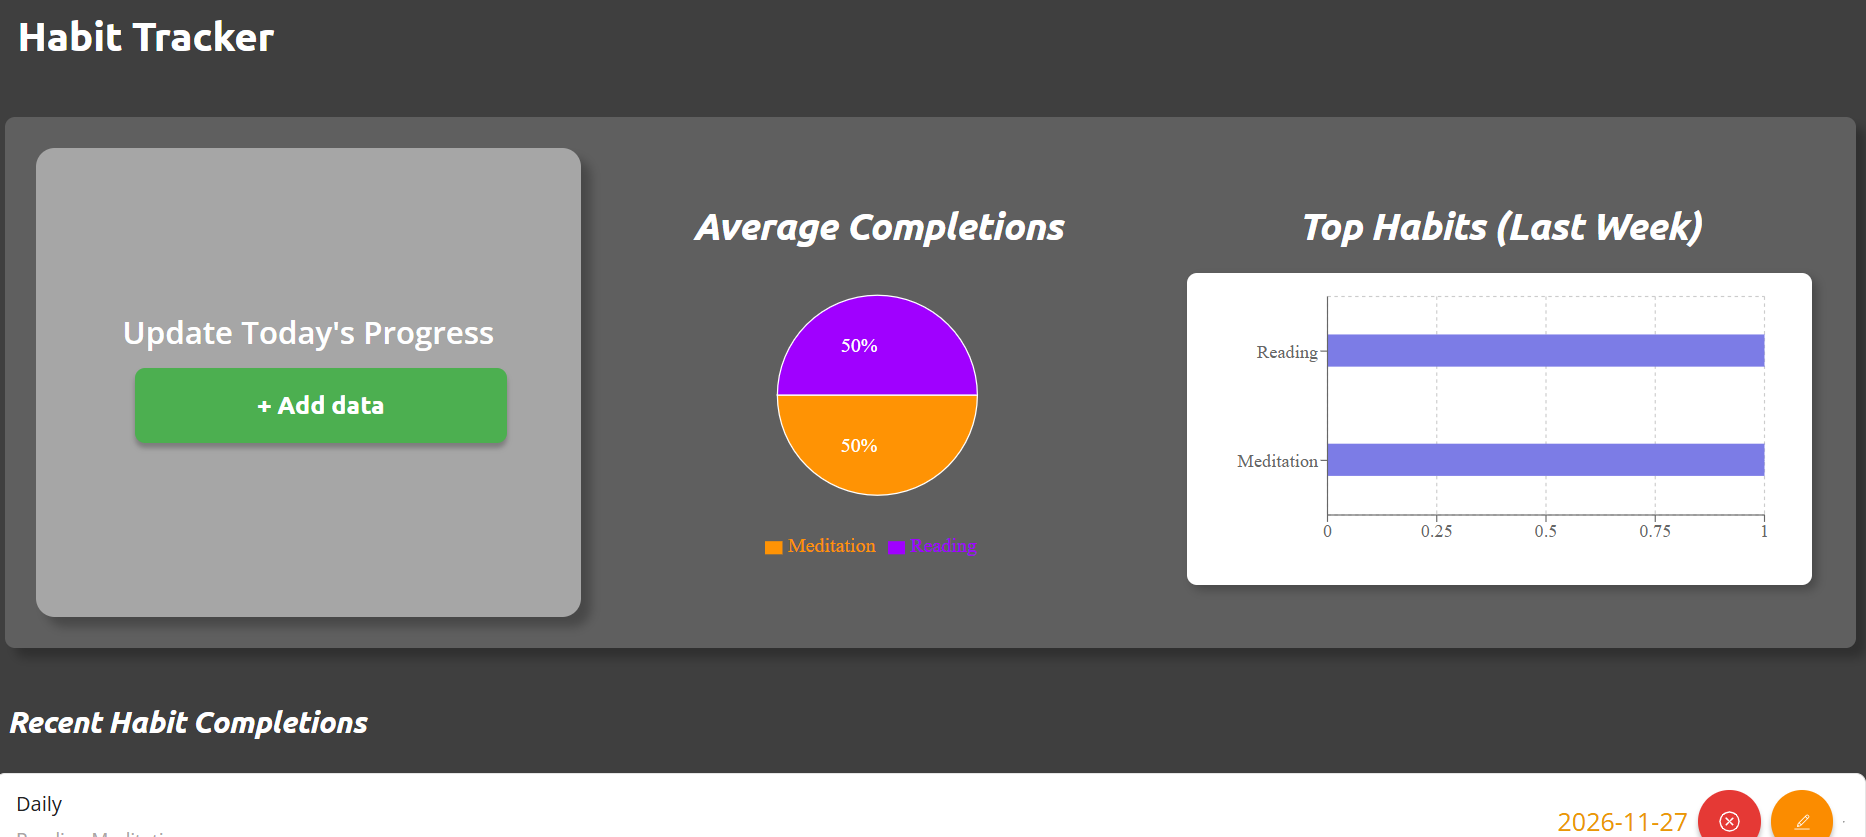 Habit Tracker
Update Today's Progress
+ Add data
Average Completions
50%
50%
Meditation Reading
Top Habits (Last Week)
Reading
Meditation
0 0.25 0.5 0.75 1
Recent Habit Completions
Daily
2026-11-27